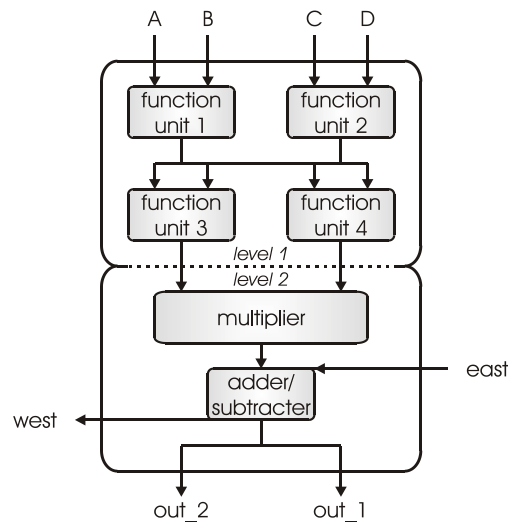 A B C D
function unit 1
function unit 2
function unit 3
function unit 4
level 1
level 2
multiplier
east
adder/
subtracter
west
out_2 out_1